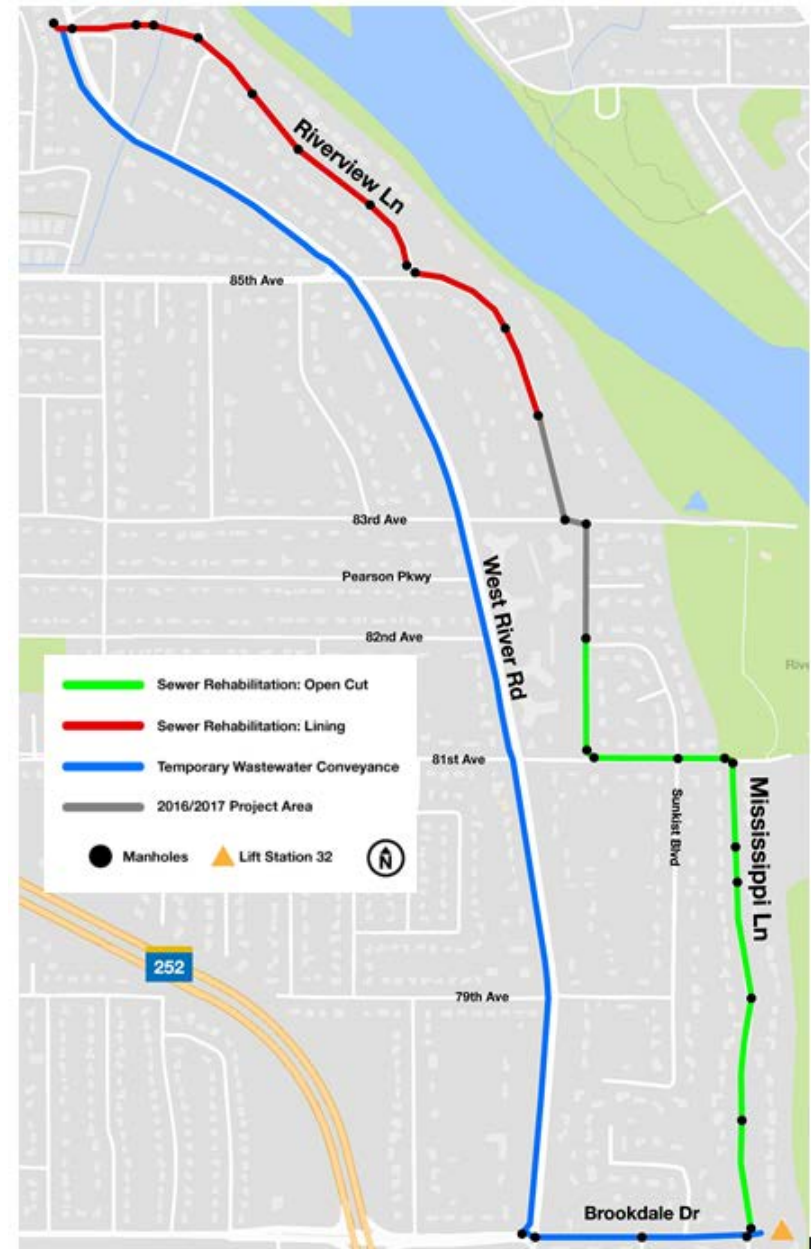 Riverview Ln
85th Ave
83rd Ave
Pearson Pkwy
West River Rd
82nd Ave
Rive
Sewer Rehabilitation: Open Cut
Sewer Rehabilitation: Lining
Temporary Wastewater Conveyance
2016/2017 Project Area
Manholes
Lift Station 32
N
81st Ave
Sunkist Blvd
Mississippi Ln
252
79th Ave
Brookdale Dr